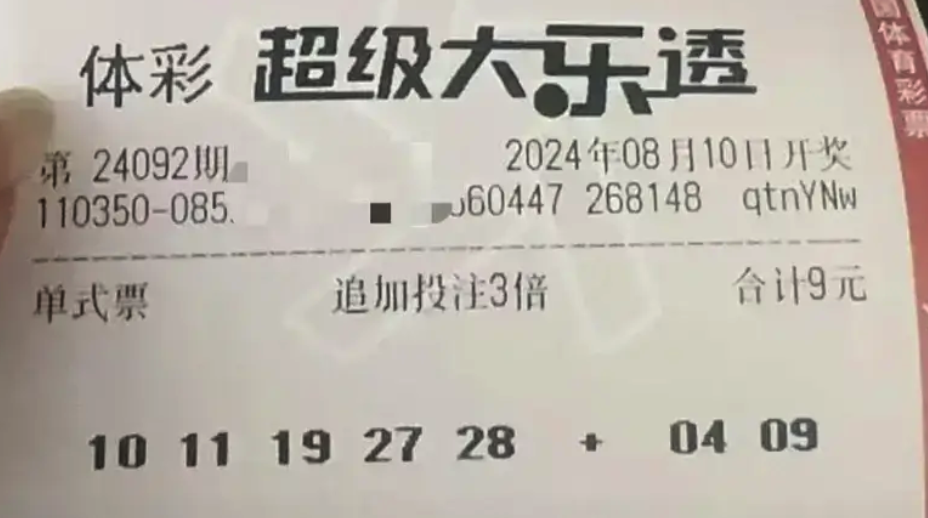 体彩 超级大乐透
第 24092期 2024年08月10日开奖
110350-085 60447 268148 qtnYNw
单式票 追加投注3倍 合计9元
10 11 19 27 28 + 04 09
国体育彩票